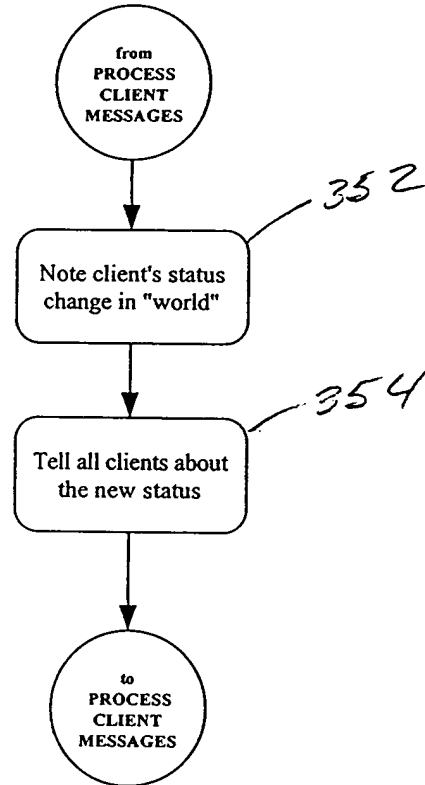 from
PROCESS
CLIENT
MESSAGES
352
Note client's status
change in "world"
354
Tell all clients about
the new status
to
PROCESS
CLIENT
MESSAGES